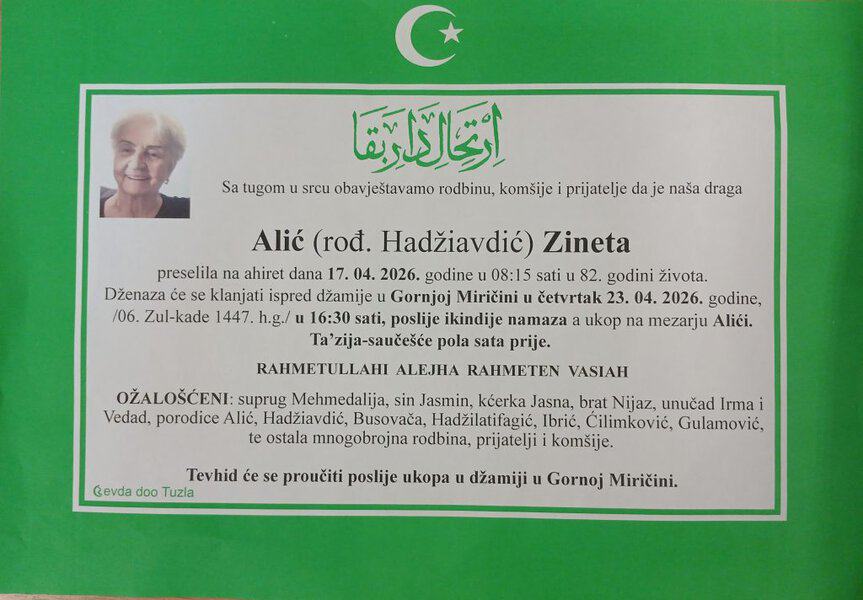 اِرْتِحَالِ دَارِ بَقَا
Sa tugom u srcu obavještavamo rodbinu, komšije i prijatelje da je naša draga
Alić (rođ. Hadžiavdić) Zineta
preselila na ahiret dana 17. 04. 2026. godine u 08:15 sati u 82. godini života.
Dženaza će se klanjati ispred džamije u Gornjoj Miričini u četvrtak 23. 04. 2026. godine,
/06. Zul-kade 1447. h.g./ u 16:30 sati, poslije ikindije namaza a ukop na mezarju Alići.
Ta’zija-saučešće pola sata prije.
RAHMETULLAHI ALEJHA RAHMETEN VASIAH
OŽALOŠĆENI: suprug Mehmedalija, sin Jasmin, kćerka Jasna, brat Nijaz, unučad Irma i
Vedad, porodice Alić, Hadžiavdić, Busovača, Hadžilatifagić, Ibrić, Ćilimković, Gulamović,
te ostala mnogobrojna rodbina, prijatelji i komšije.
Tevhid će se proučiti poslije ukopa u džamiji u Gornoj Miričini.
Ćevda doo Tuzla